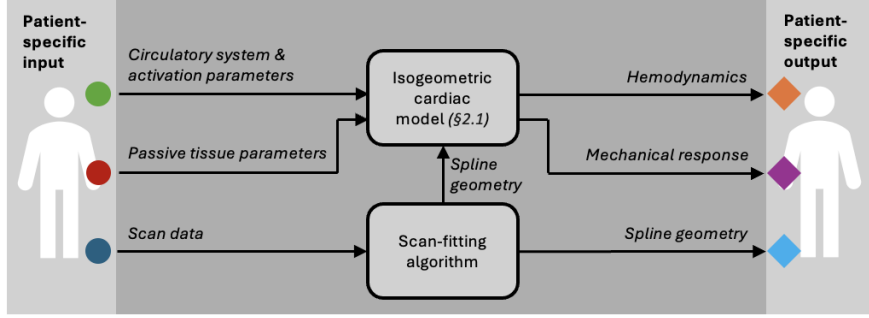 Patient-
specific
input
Circulatory system &
activation parameters
Passive tissue parameters
Scan data
Isogeometric
cardiac
model (§2.1)
Spline
geometry
Scan-fitting
algorithm
Hemodynamics
Mechanical response
Spline geometry
Patient-
specific
output